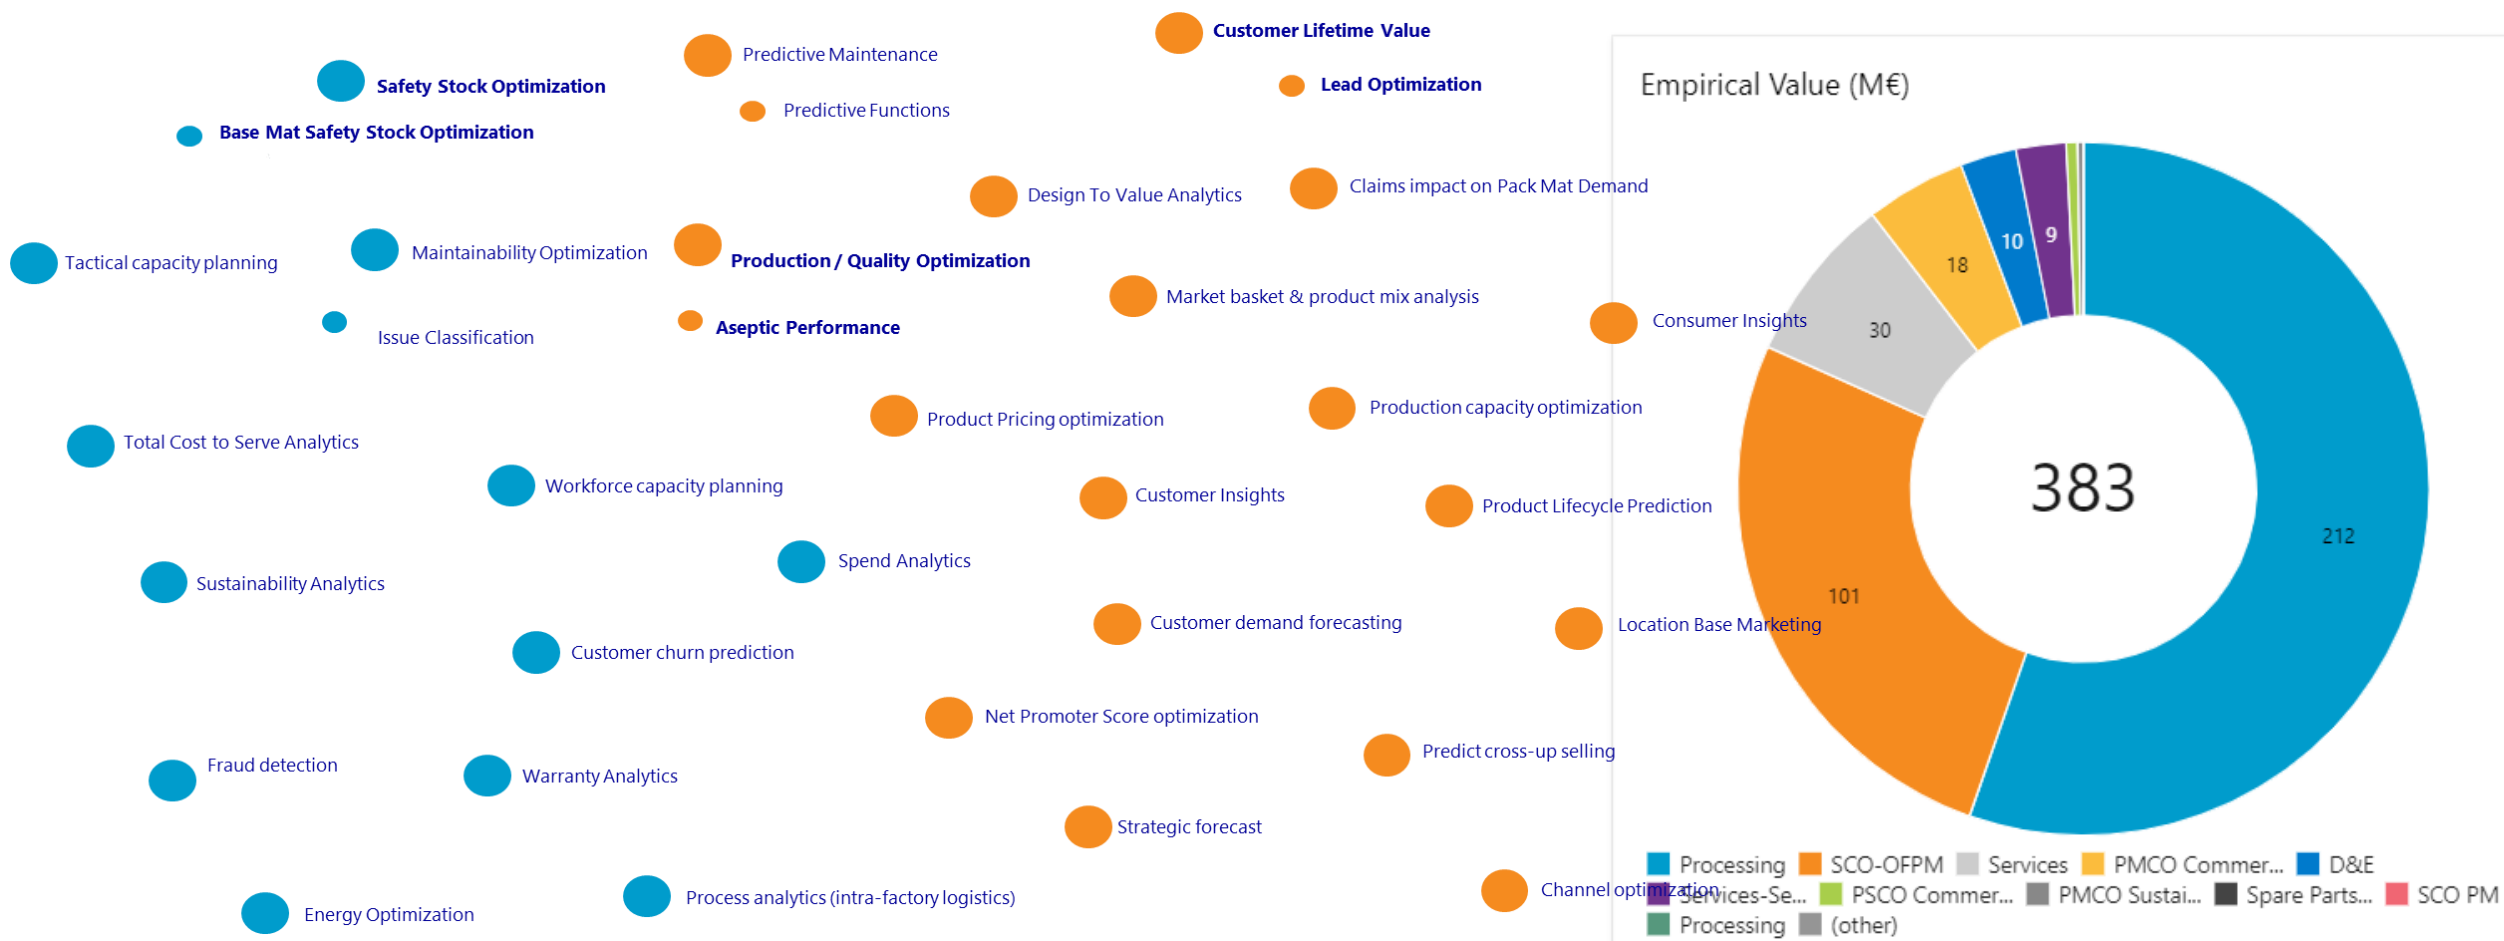 Customer Lifetime Value
Predictive Maintenance
Safety Stock Optimization
Lead Optimization
Predictive Functions
Base Mat Safety Stock Optimization
Design To Value Analytics
Claims impact on Pack Mat Demand
Tactical capacity planning
Maintainability Optimization
Production / Quality Optimization
Market basket & product mix analysis
Issue Classification
Aseptic Performance
Consumer Insights
Product Pricing optimization
Production capacity optimization
Total Cost to Serve Analytics
Workforce capacity planning
Customer Insights
Product Lifecycle Prediction
Spend Analytics
Sustainability Analytics
Customer demand forecasting
Location Base Marketing
Customer churn prediction
Net Promoter Score optimization
Predict cross-up selling
Fraud detection
Warranty Analytics
Strategic forecast
Process analytics (intra-factory logistics)
Channel optimization
Energy Optimization
Empirical Value (M€)
9
10
18
30
383
212
101
Processing SCO-OFPM Services PMCO Commer... D&E
Services-Se... PSCO Commer... PMCO Sustai... Spare Parts... SCO PM
Processing (other)